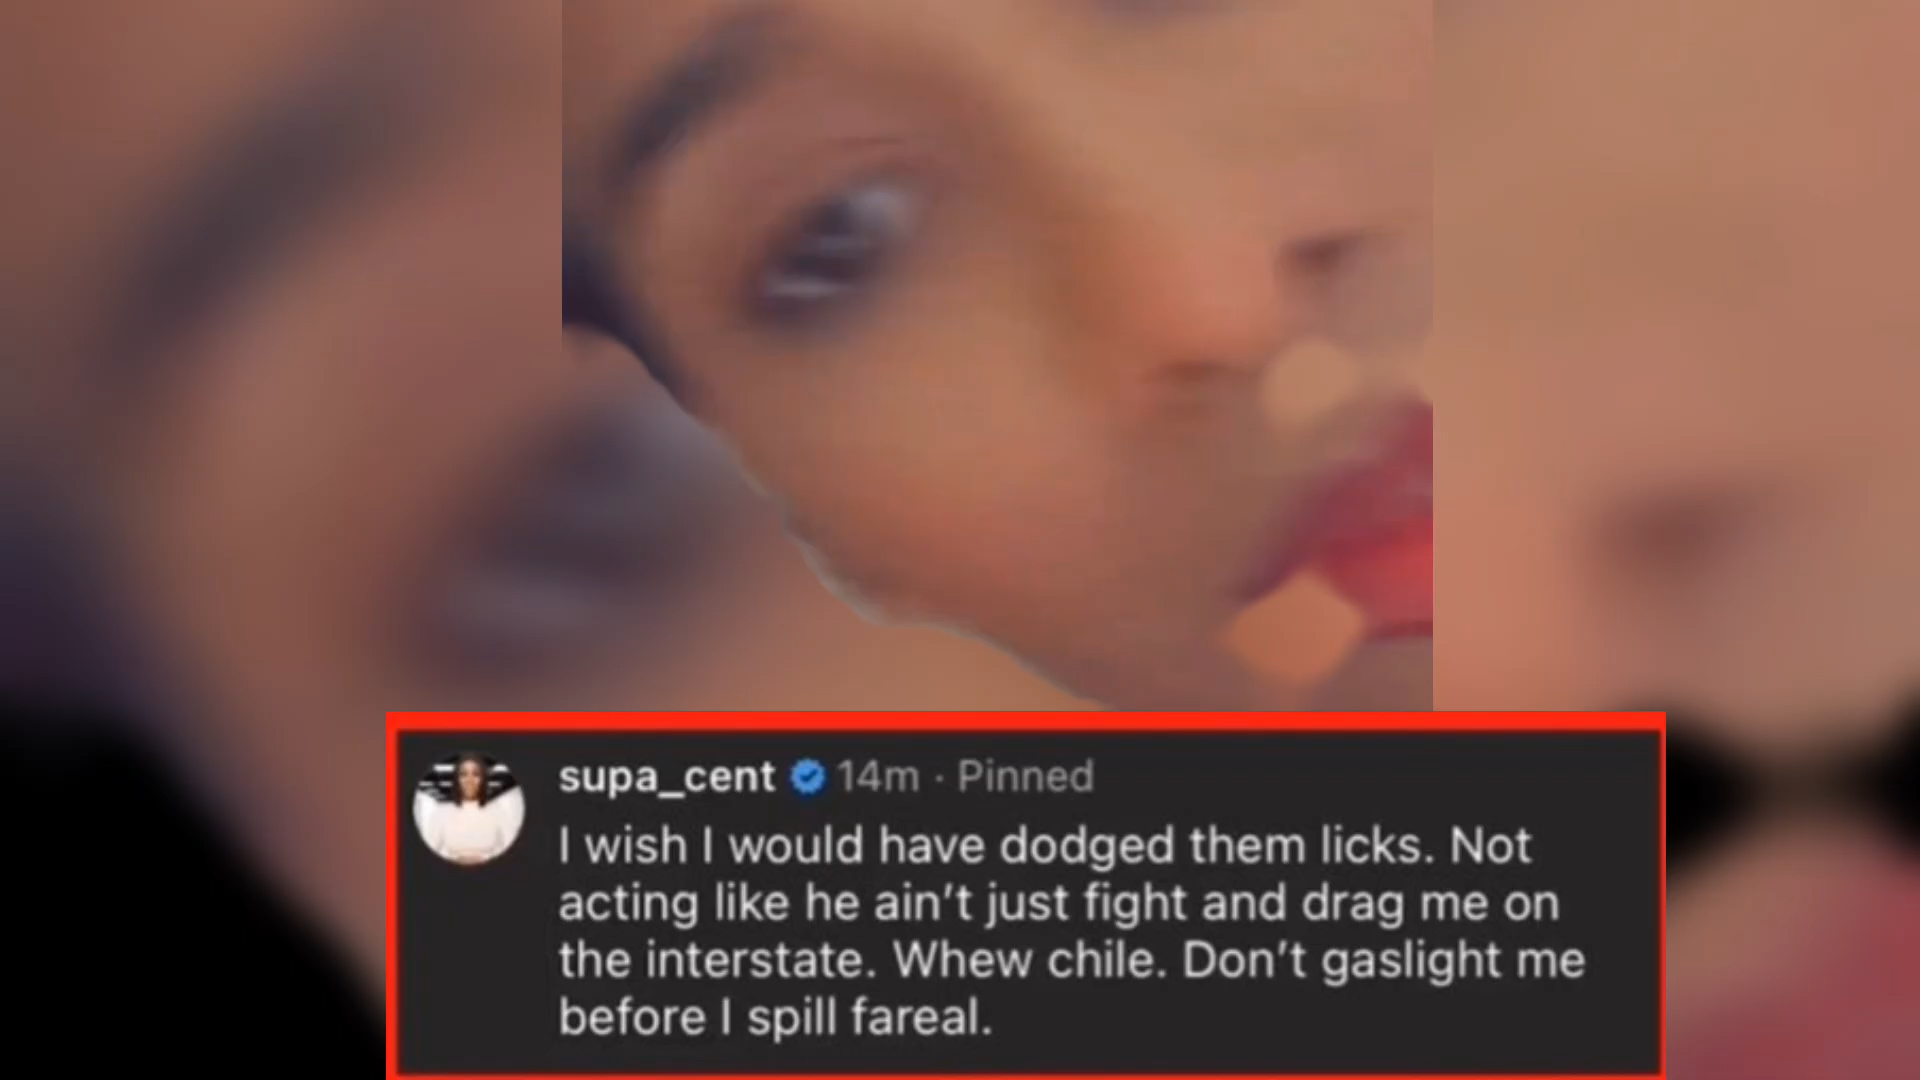 supa_cent 14m · Pinned
I wish I would have dodged them licks. Not
acting like he ain’t just fight and drag me on
the interstate. Whew chile. Don’t gaslight me
before I spill fareal.